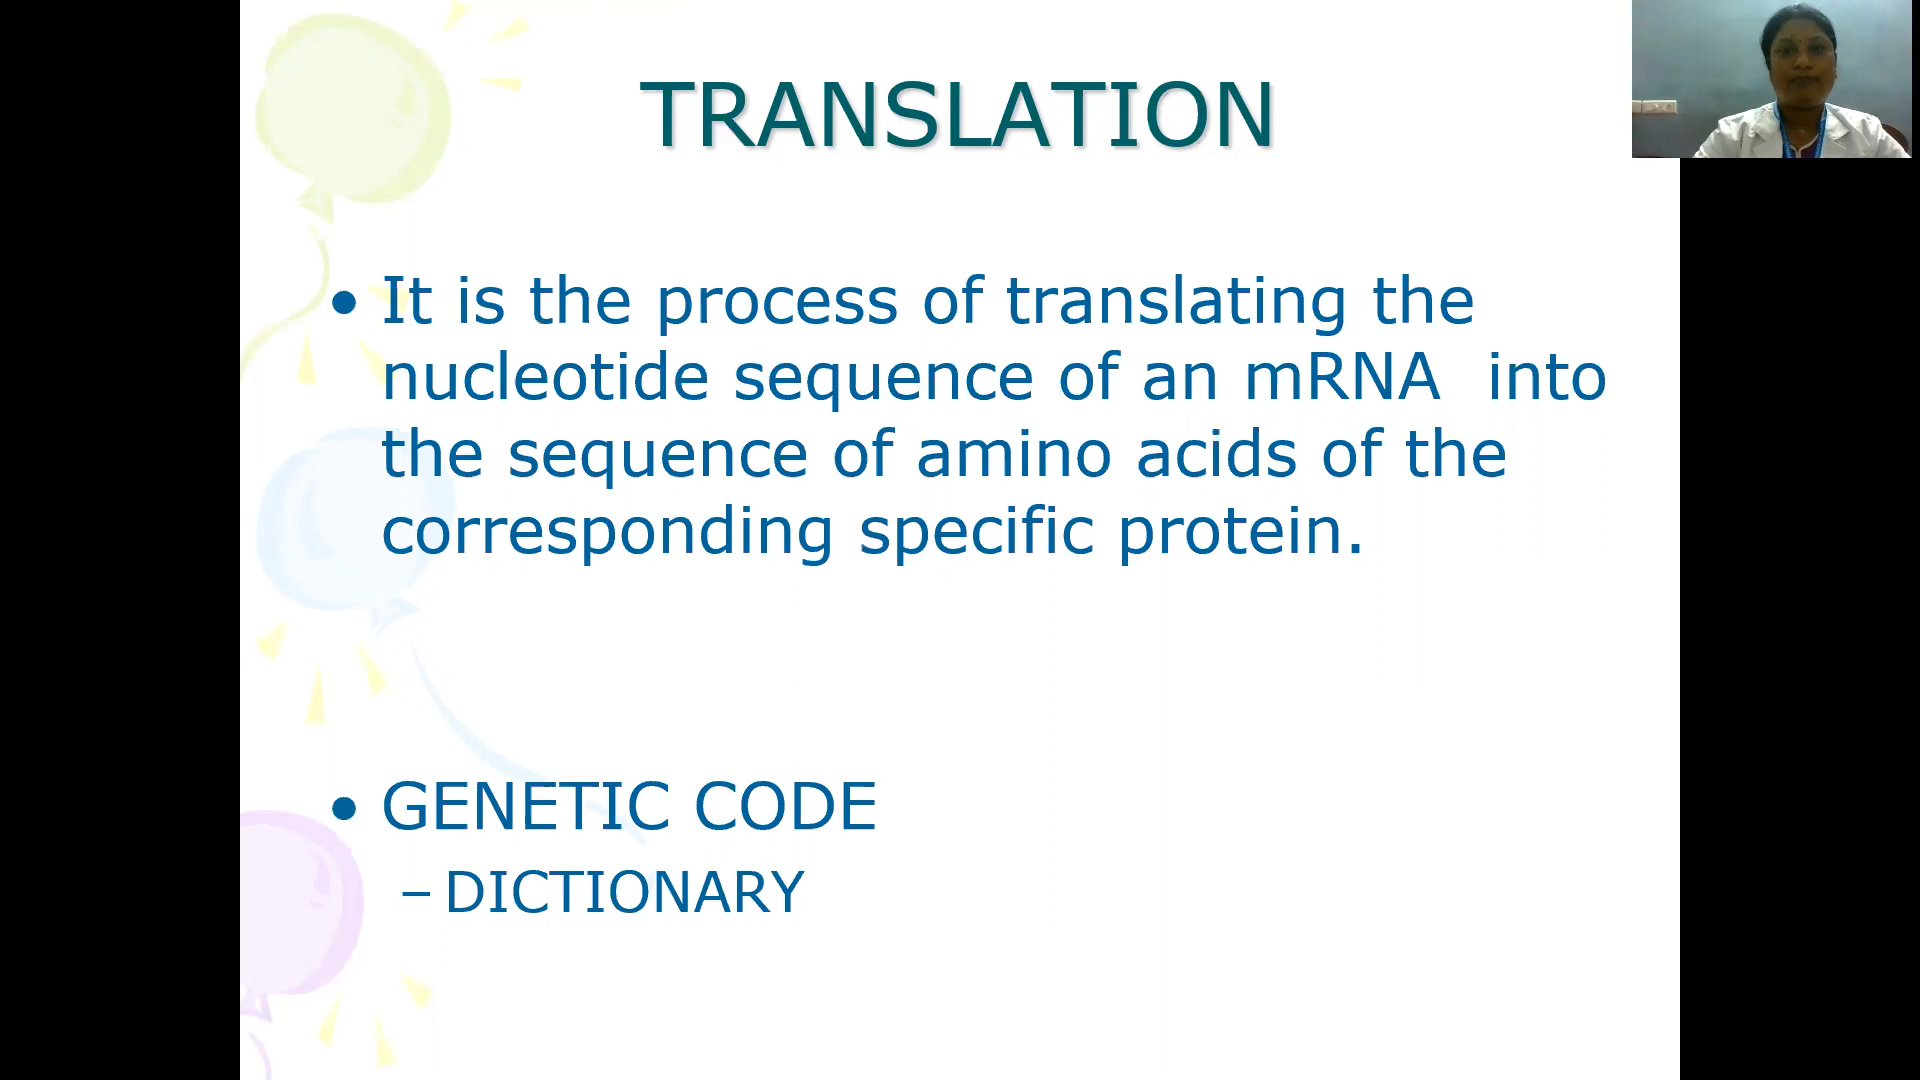 TRANSLATION
• It is the process of translating the
nucleotide sequence of an mRNA  into
the sequence of amino acids of the
corresponding specific protein.
• GENETIC CODE
– DICTIONARY